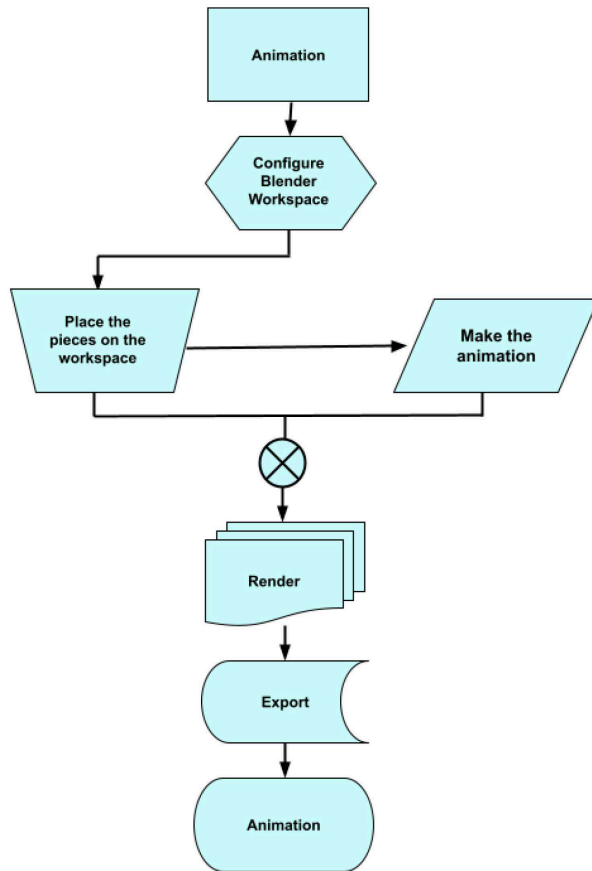 Animation
Configure
Blender
Workspace
Place the
pieces on the
workspace
Make the
animation
Render
Export
Animation